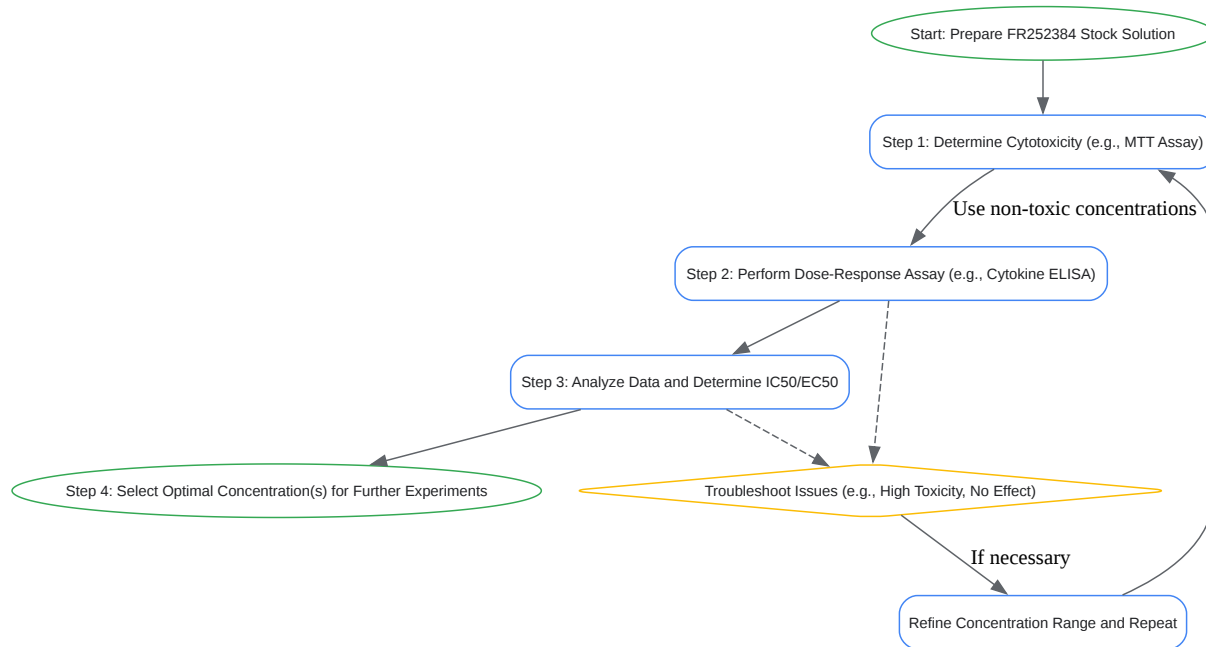 Start: Prepare FR252384 Stock Solution
Step 1: Determine Cytotoxicity (e.g., MTT Assay)
Use non-toxic concentrations
Step 2: Perform Dose-Response Assay (e.g., Cytokine ELISA)
Step 3: Analyze Data and Determine IC50/EC50
Step 4: Select Optimal Concentration(s) for Further Experiments
Troubleshoot Issues (e.g., High Toxicity, No Effect)
If necessary
Refine Concentration Range and Repeat